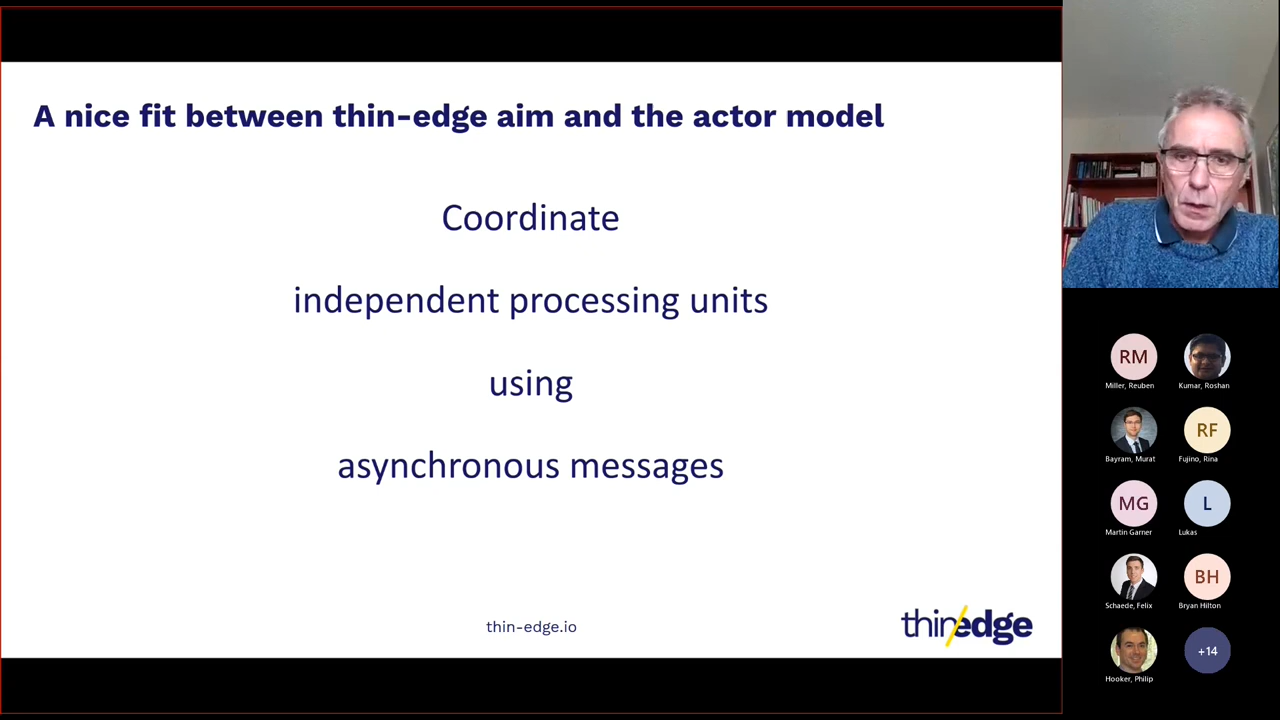 A nice fit between thin-edge aim and the actor model
Coordinate
independent processing units
using
asynchronous messages
thin-edge.io
thin/edge
RM
Miller, Reuben
Kumar, Roshan
Bayram, Murat
RF
Fujino, Rina
MG
Martin Garner
L
Lukas
Schaede, Felix
BH
Bryan Hilton
Hooker, Philip
+14